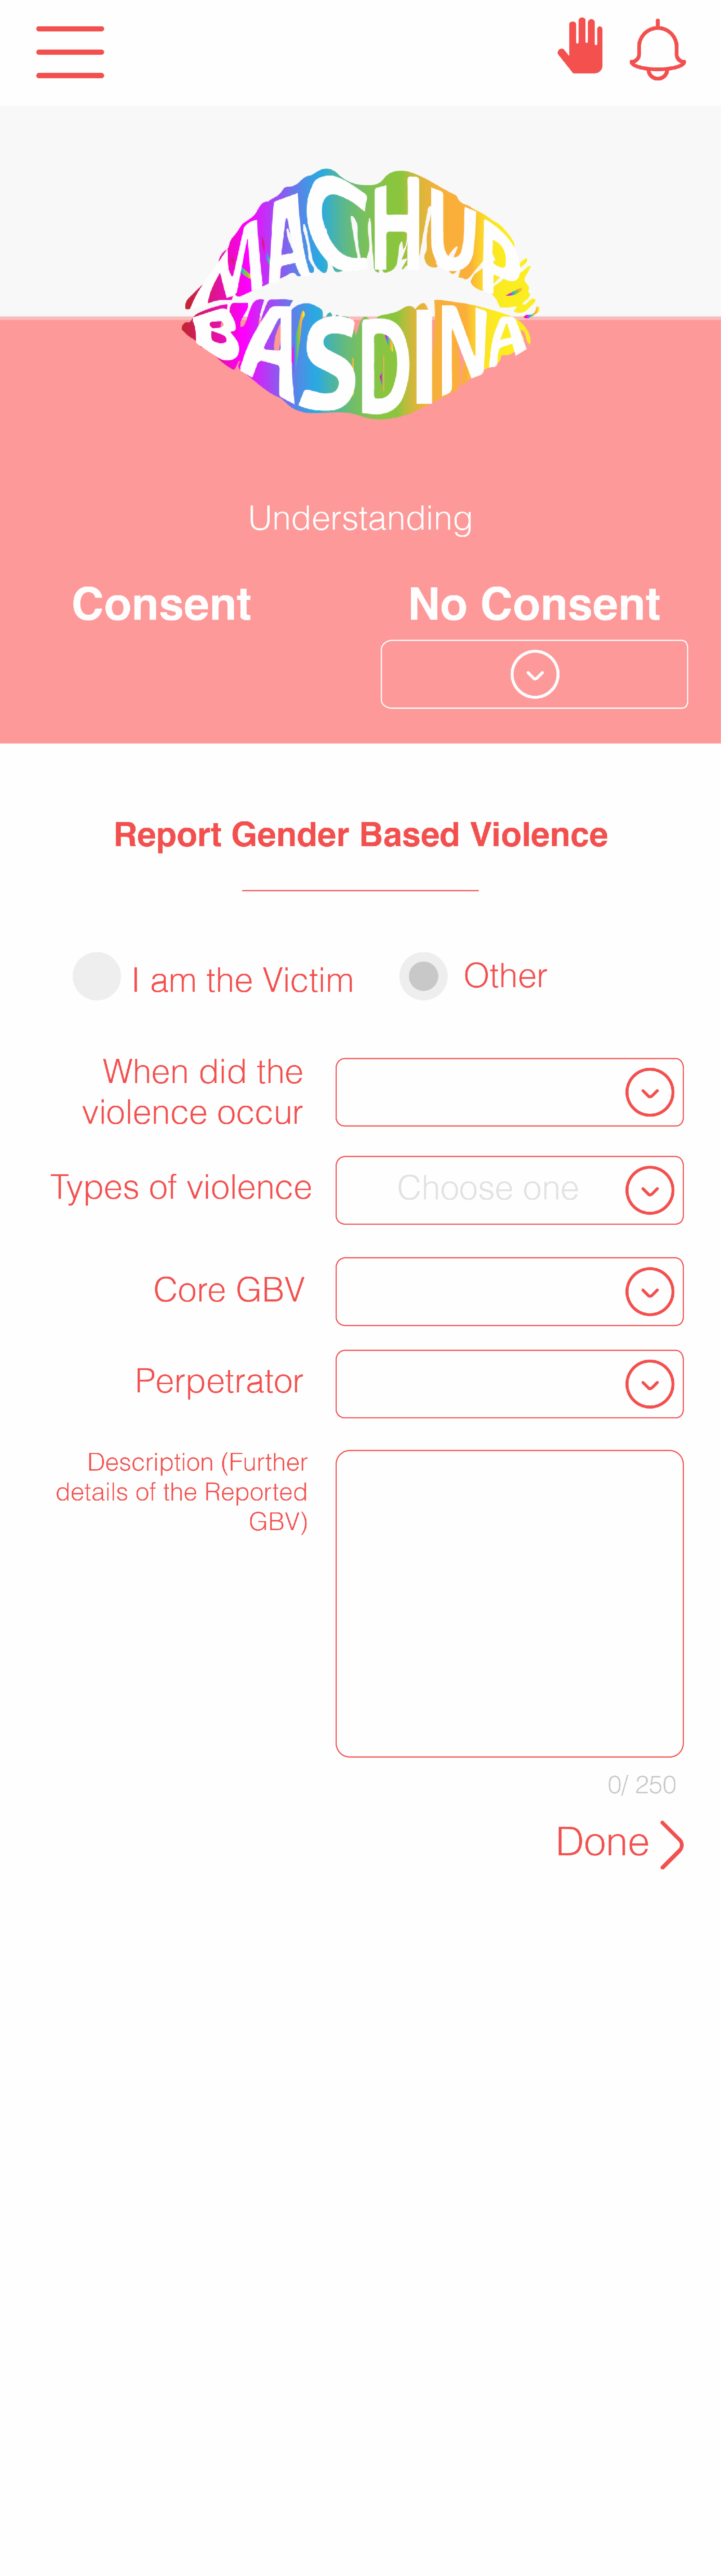 MACHUP
BASDINA
Understanding
Consent
No Consent
Report Gender Based Violence
I am the Victim
Other
When did the
violence occur
Types of violence
Choose one
Core GBV
Perpetrator
Description (Further
details of the Reported
GBV)
0/ 250
Done